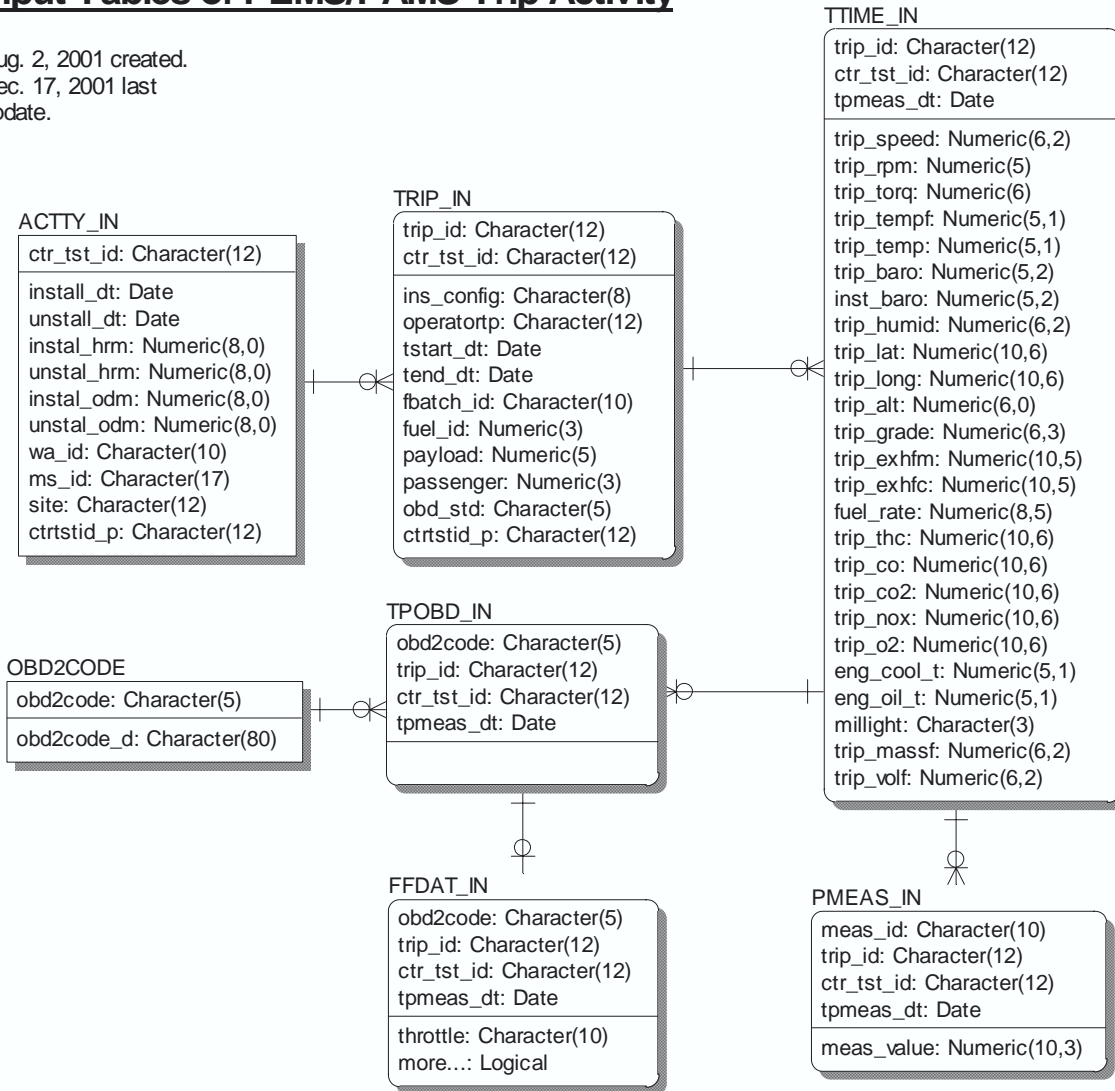 Tables of PEMS/PAMS Trip Activity
2, 2001 created.
17, 2001 last
TTIME_IN
trip_id: Character(12)
ctr_tst_id: Character(12)
tpmeas_dt: Date
trip_speed: Numeric(6,2)
trip_rpm: Numeric(5)
trip_torq: Numeric(6)
trip_tempf: Numeric(5,1)
trip_temp: Numeric(5,1)
trip_baro: Numeric(5,2)
inst_baro: Numeric(5,2)
trip_humid: Numeric(6,2)
trip_lat: Numeric(10,6)
trip_long: Numeric(10,6)
trip_alt: Numeric(6,0)
trip_grade: Numeric(6,3)
trip_exhfm: Numeric(10,5)
trip_exhfc: Numeric(10,5)
fuel_rate: Numeric(8,5)
trip_thc: Numeric(10,6)
trip_co: Numeric(10,6)
trip_co2: Numeric(10,6)
trip_nox: Numeric(10,6)
trip_o2: Numeric(10,6)
eng_cool_t: Numeric(5,1)
eng_oil_t: Numeric(5,1)
millight: Character(3)
trip_massf: Numeric(6,2)
trip_volf: Numeric(6,2)
ACTTY_IN
ctr_tst_id: Character(12)
install_dt: Date
unstall_dt: Date
instal_hrm: Numeric(8,0)
unstal_hrm: Numeric(8,0)
instal_odm: Numeric(8,0)
unstal_odm: Numeric(8,0)
wa_id: Character(10)
ms_id: Character(17)
site: Character(12)
ctrtstid_p: Character(12)
TRIP_IN
trip_id: Character(12)
ctr_tst_id: Character(12)
ins_config: Character(8)
operatortp: Character(12)
tstart_dt: Date
tend_dt: Date
fbatch_id: Character(10)
fuel_id: Numeric(3)
payload: Numeric(5)
passenger: Numeric(3)
obd_std: Character(5)
ctrtstid_p: Character(12)
OBD2CODE
obd2code: Character(5)
obd2code_d: Character(80)
TPOBD_IN
obd2code: Character(5)
trip_id: Character(12)
ctr_tst_id: Character(12)
tpmeas_dt: Date
FFDAT_IN
obd2code: Character(5)
trip_id: Character(12)
ctr_tst_id: Character(12)
tpmeas_dt: Date
throttle: Character(10)
more...: Logical
PMEAS_IN
meas_id: Character(10)
trip_id: Character(12)
ctr_tst_id: Character(12)
tpmeas_dt: Date
meas_value: Numeric(10,3)